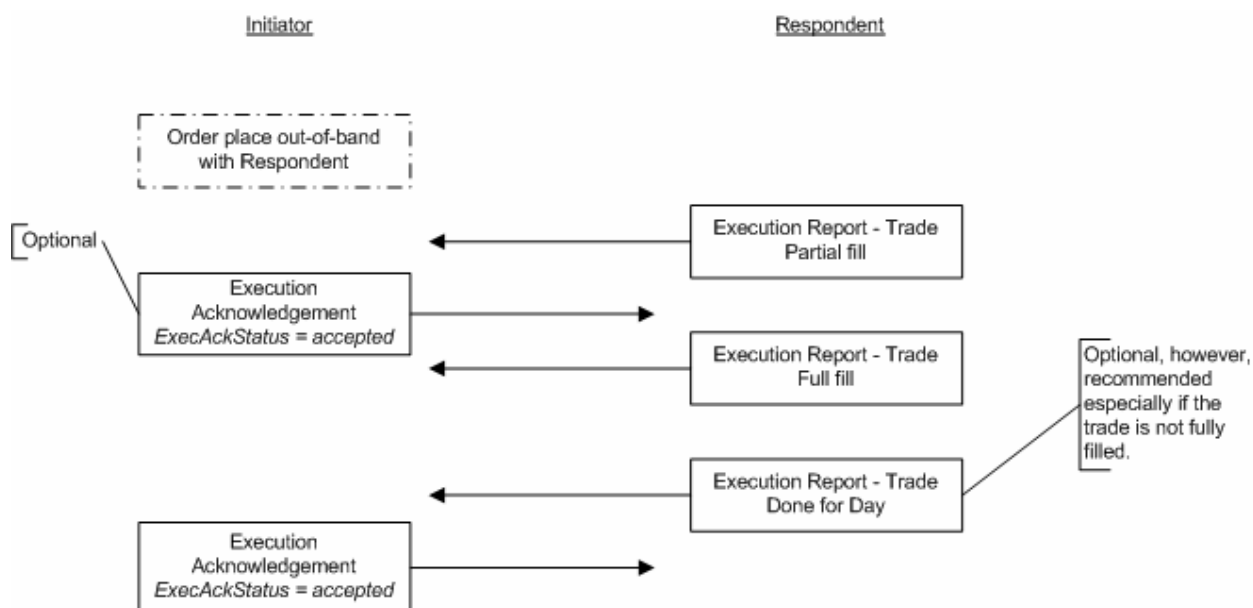 Initiator
Respondent
Order place out-of-band
with Respondent
Optional
Execution Report - Trade
Partial fill
Execution
Acknowledgement
ExecAckStatus = accepted
Execution Report - Trade
Full fill
Optional, however,
recommended
especially if the
trade is not fully
filled.
Execution Report - Trade
Done for Day
Execution
Acknowledgement
ExecAckStatus = accepted